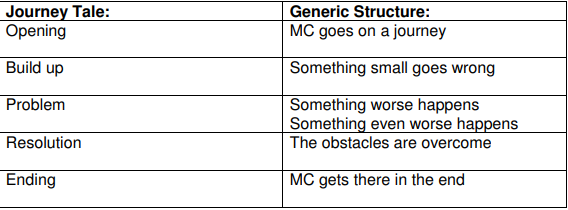 Journey Tale: Generic Structure:
Opening MC goes on a journey
Build up Something small goes wrong
Problem Something worse happens
Something even worse happens
Resolution The obstacles are overcome
Ending MC gets there in the end